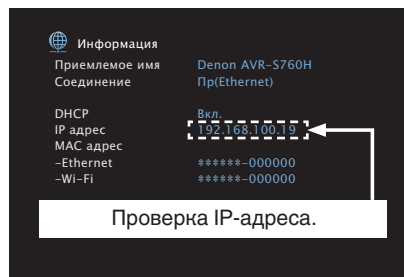 Информация
Приемлемое имя Denon AVR-S760H
Соединение Пр(Ethernet)
DHCP Вкл.
IP адрес 192.168.100.19
MAC адрес
-Ethernet ******-000000
-Wi-Fi ******-000000
Проверка IP-адреса.